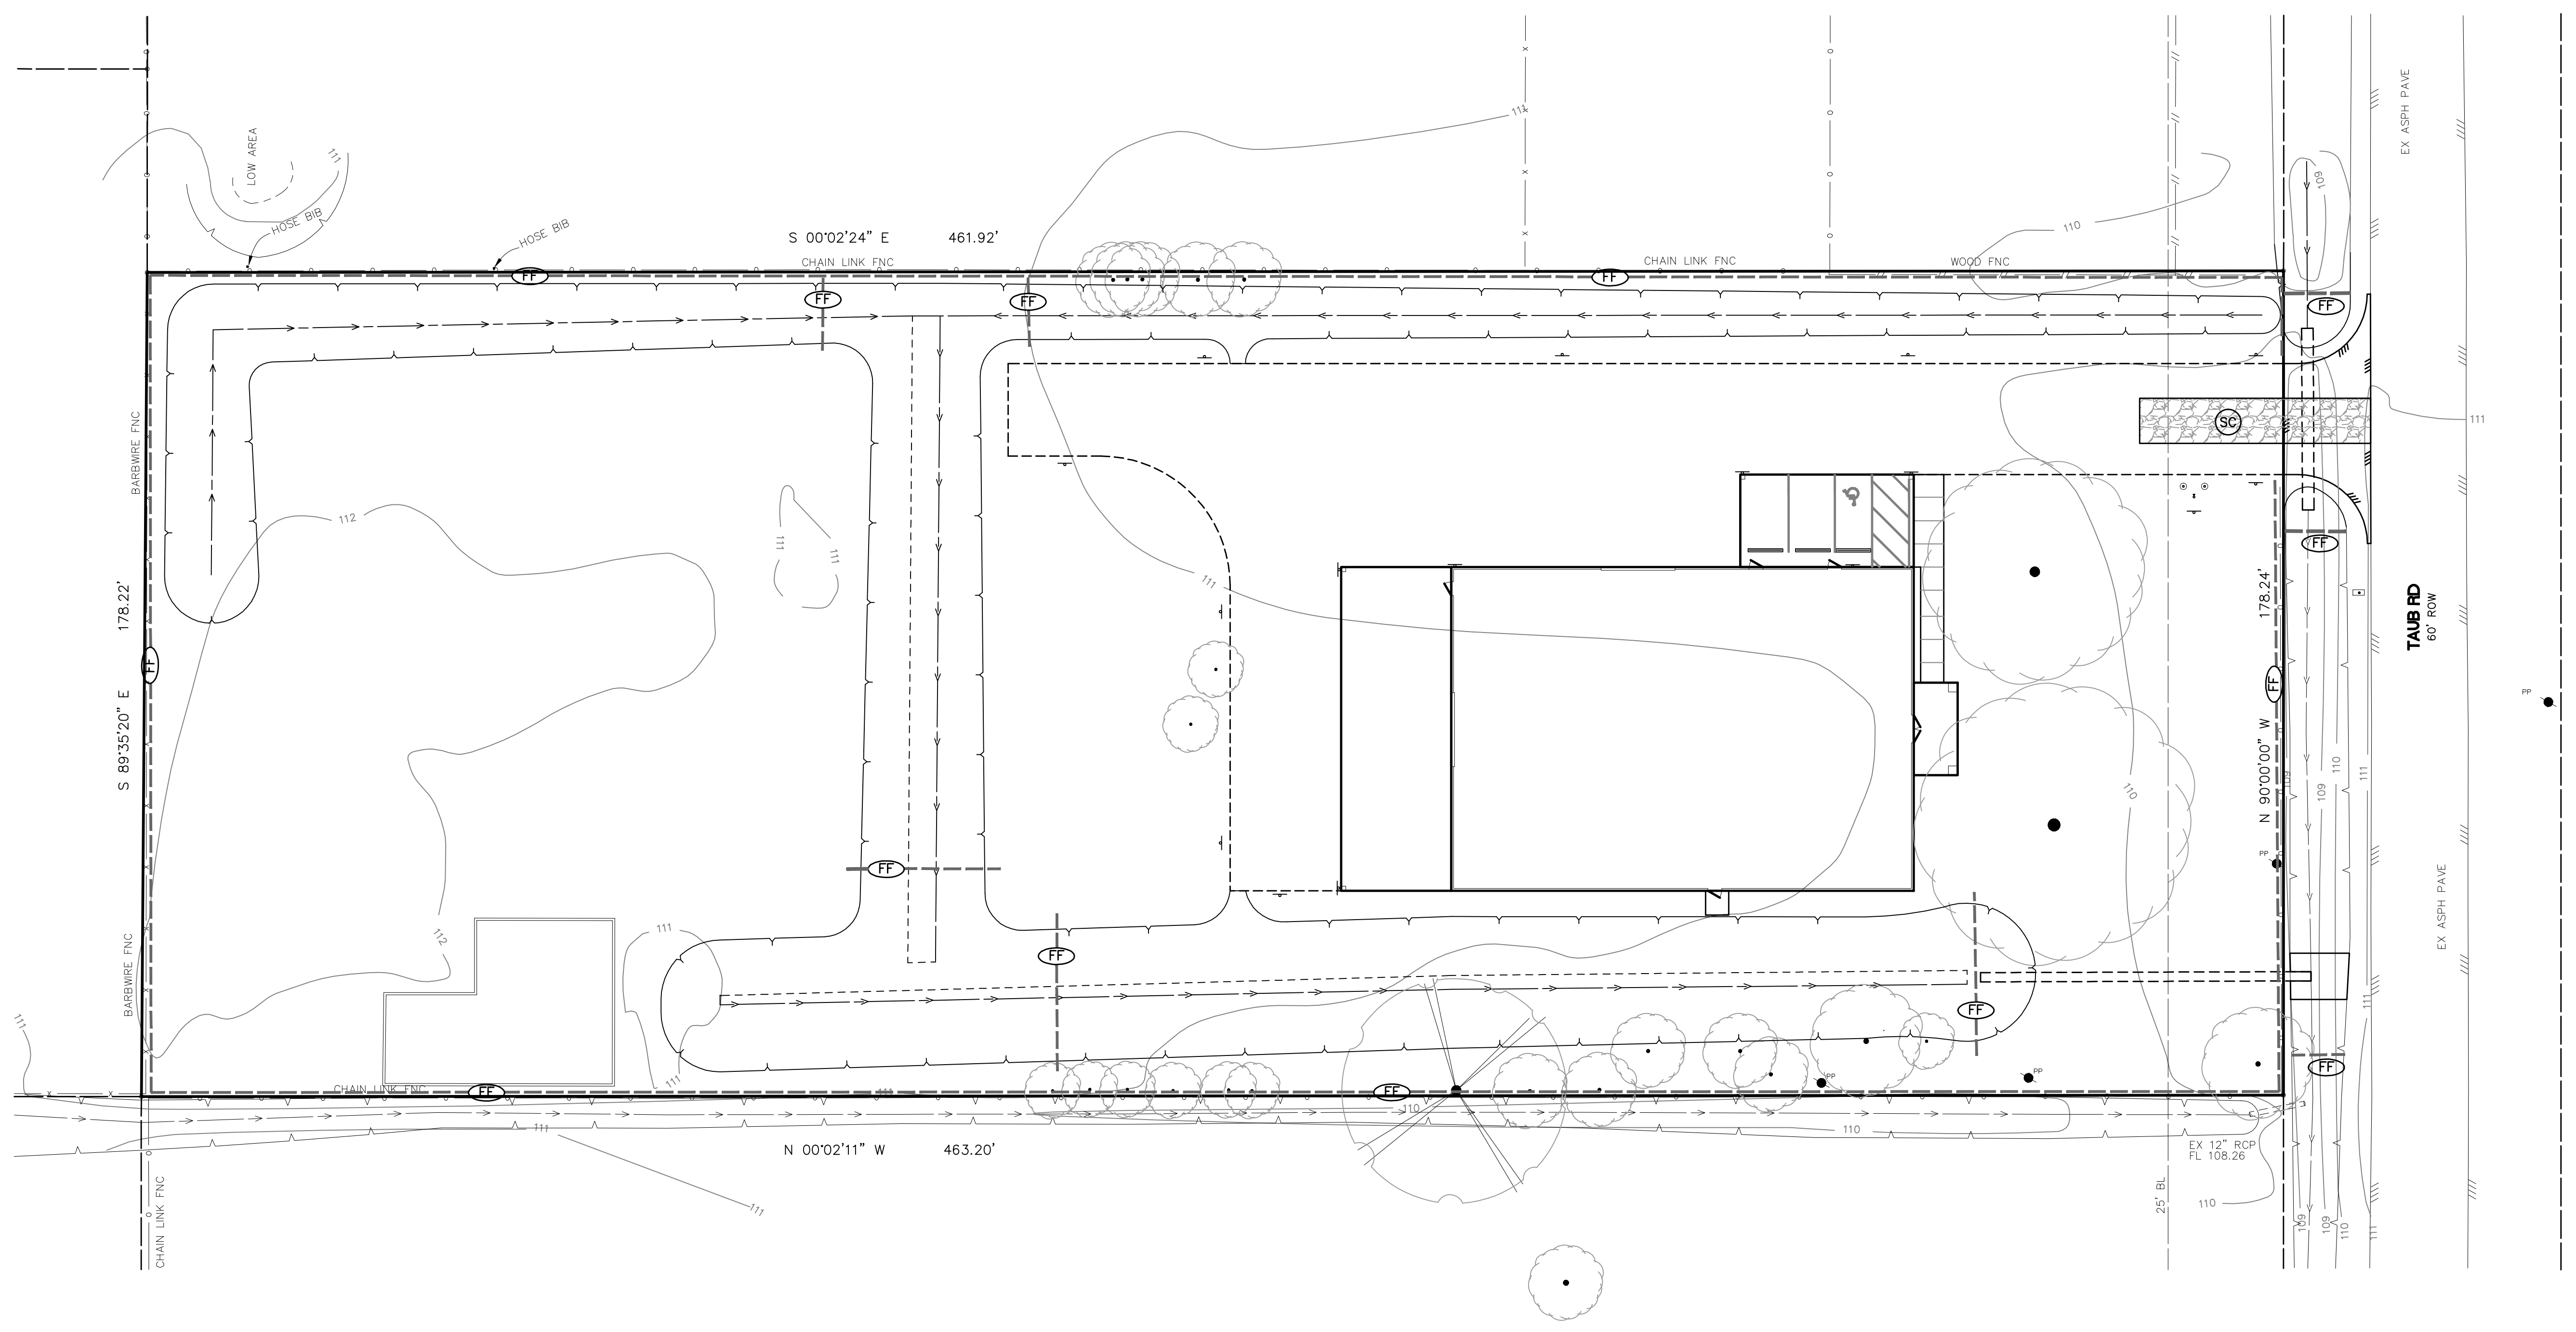 EX ASPH PAVE
111
LOW AREA
111
HOSE BIB
HOSE BIB
109
110
S 00°02'24" E 461.92'
CHAIN LINK FNC
CHAIN LINK FNC
WOOD FNC
FF
FF
FF
FF
FF
BARBWIRE FNC
SC
111
112
111
111
111
FF
178.22'
178.24'
TAUB RD
60' ROW
FF
FF
S 89°35'20" E
N 90°00'00" W
PP
110
109
109
110
111
PP
FF
EX ASPH PAVE
BARBWIRE FNC
112
111
FF
FF
111
111
111
CHAIN LINK FNC
FF
111
FF
PP
PP
FF
110
111
110
N 00°02'11" W 463.20'
EX 12" RCP
FL 108.26
CHAIN LINK FNC
111
25' BL
110
109
109
110
111